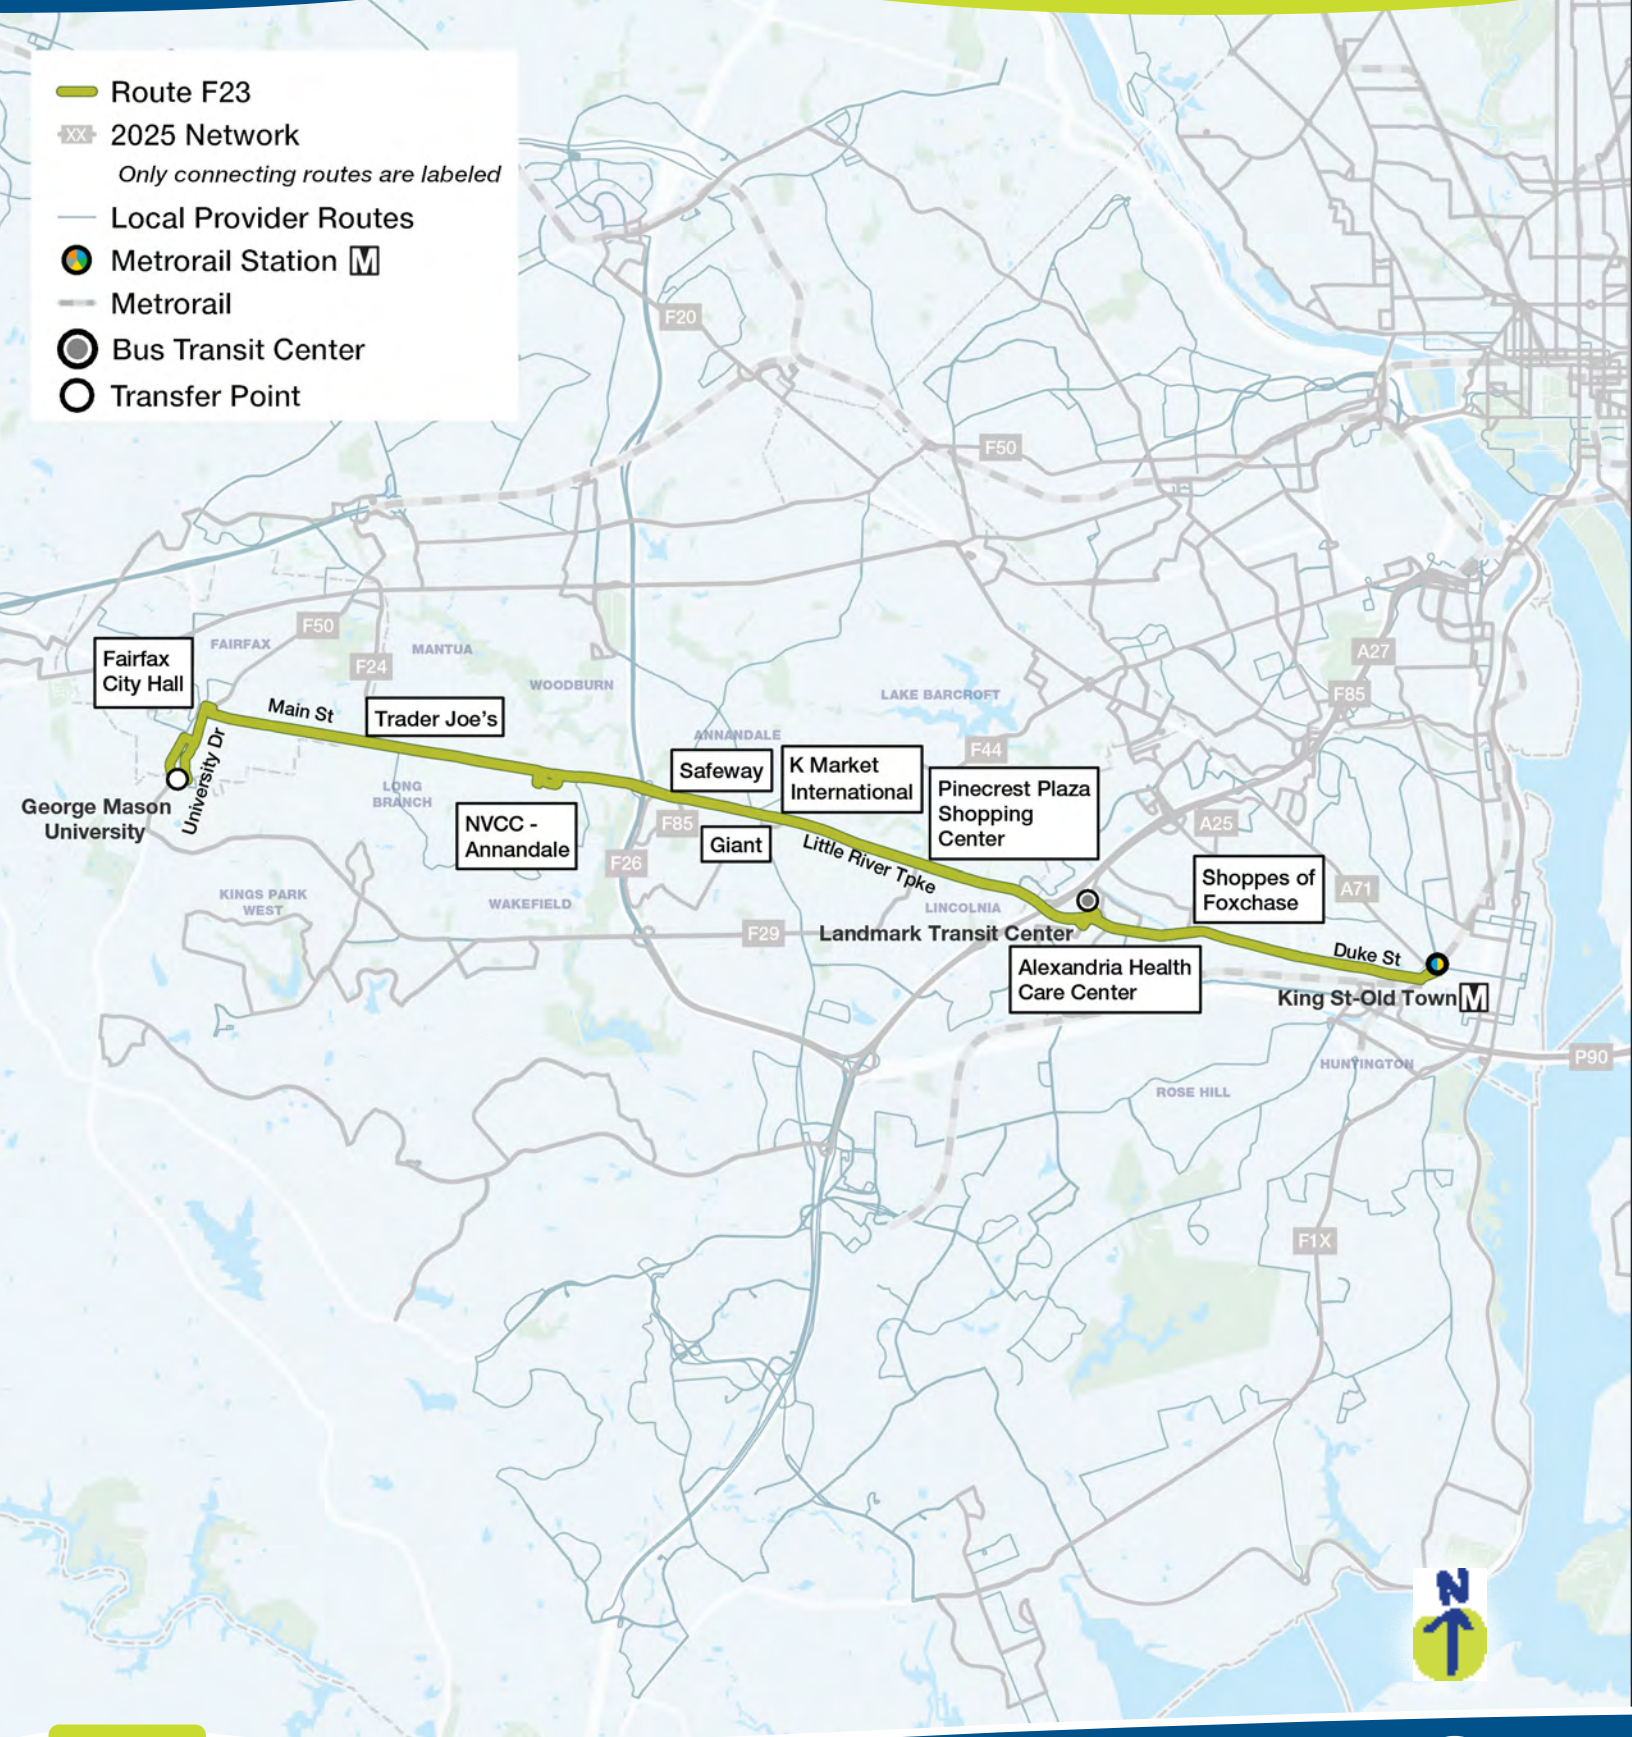 Route F23
XX 2025 Network
Only connecting routes are labeled
Local Provider Routes
Metrorail Station M
Metrorail
Bus Transit Center
Transfer Point
F20
F50
F50
FAIRFAX
MANTUA
F24
Fairfax
City Hall
WOODBURN
LAKE BARCROFT
A27
F85
Main St
Trader Joe's
ANNANDALE
F44
University Dr
Safeway
K Market
International
Pinecrest Plaza
Shopping
Center
LONG
BRANCH
George Mason
University
NVCC -
Annandale
F85
Giant
A25
Little River Tpke
F26
Shoppes of
Foxchase
A71
KINGS PARK
WEST
WAKEFIELD
LINCOLNIA
F29
Landmark Transit Center
Duke St
Alexandria Health
Care Center
King St-Old Town M
HUNTINGTON
P90
ROSE HILL
F1X
N